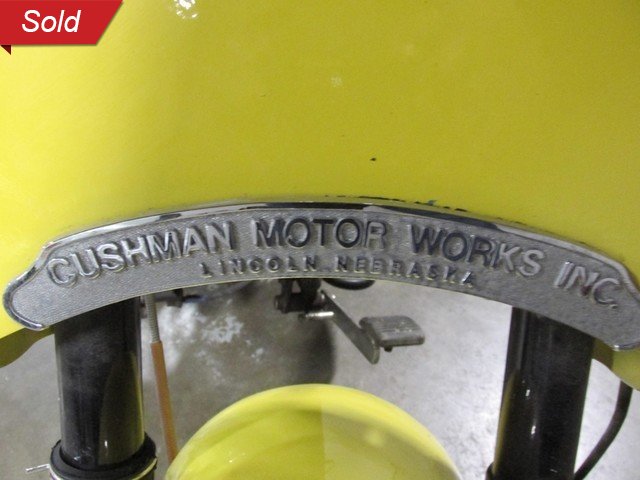 Sold
CUSHMAN MOTOR WORKS INC.
LINCOLN NEBRASKA